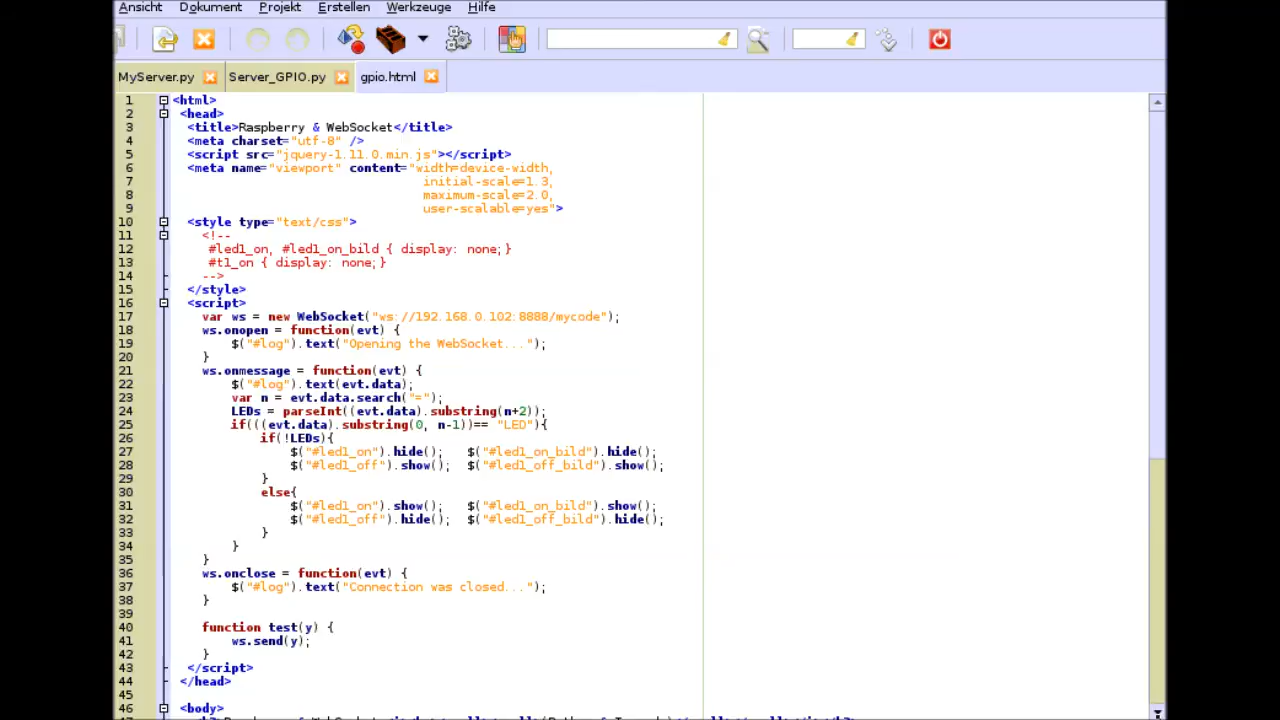 Ansicht Dokument Projekt Erstellen Werkzeuge Hilfe
MyServer.py Server_GPIO.py gpio.html
1 <html>
2 <head>
3 <title>Raspberry & WebSocket</title>
4 <meta charset="utf-8" />
5 <script src="jquery-1.11.0.min.js"></script>
6 <meta name="viewport" content="width=device-width,
7 initial-scale=1.3,
8 maximum-scale=2.0,
9 user-scalable=yes">
10 <style type="text/css">
11 <!--
12 #led1_on, #led1_on_bild { display: none;}
13 #t1_on { display: none;}
14 -->
15 </style>
16 <script>
17 var ws = new WebSocket("ws://192.168.0.102:8888/mycode");
18 ws.onopen = function(evt) {
19 $("#log").text("Opening the WebSocket...");
20 }
21 ws.onmessage = function(evt) {
22 $("#log").text(evt.data);
23 var n = evt.data.search("=");
24 LEDs = parseInt((evt.data).substring(n+2));
25 if(((evt.data).substring(0, n-1))== "LED"){
26 if(!LEDs){
27 $("#led1_on").hide(); $("#led1_on_bild").hide();
28 $("#led1_off").show(); $("#led1_off_bild").show();
29 }
30 else{
31 $("#led1_on").show(); $("#led1_on_bild").show();
32 $("#led1_off").hide(); $("#led1_off_bild").hide();
33 }
34 }
35 }
36 ws.onclose = function(evt) {
37 $("#log").text("Connection was closed...");
38 }
39
40 function test(y) {
41 ws.send(y);
42 }
43 </script>
44 </head>
45
46 <body>